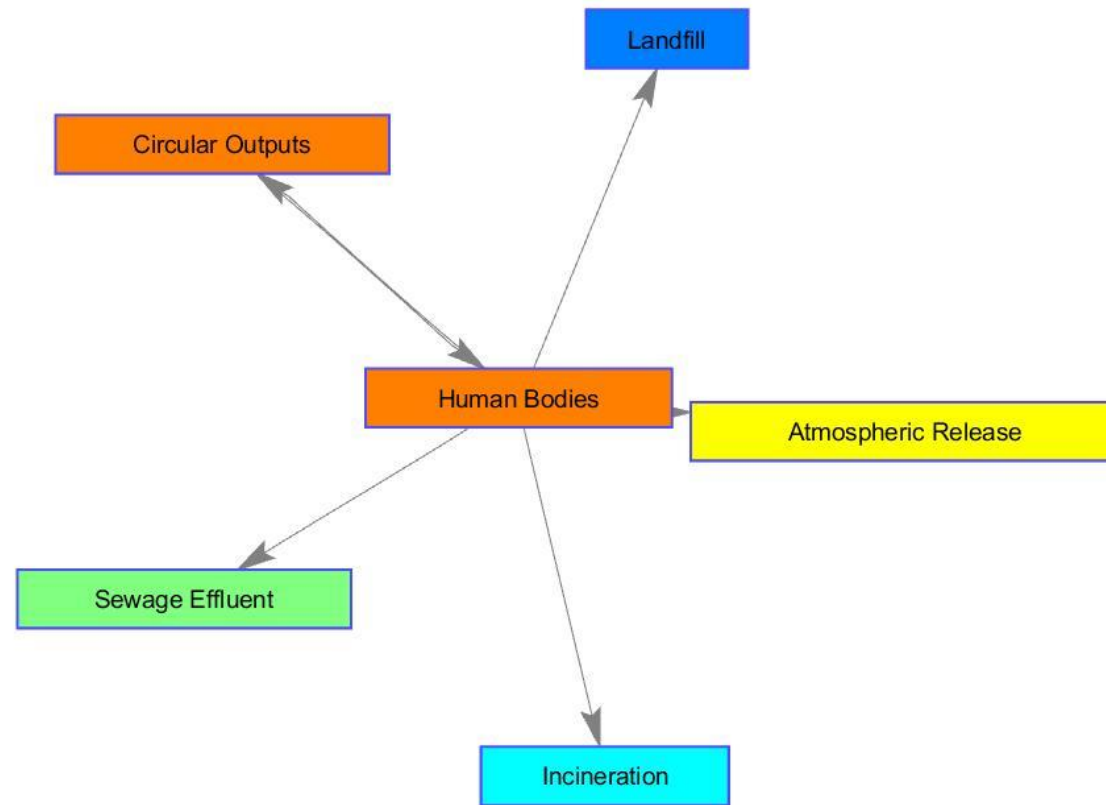 Landfill
Circular Outputs
Human Bodies
Atmospheric Release
Sewage Effluent
Incineration